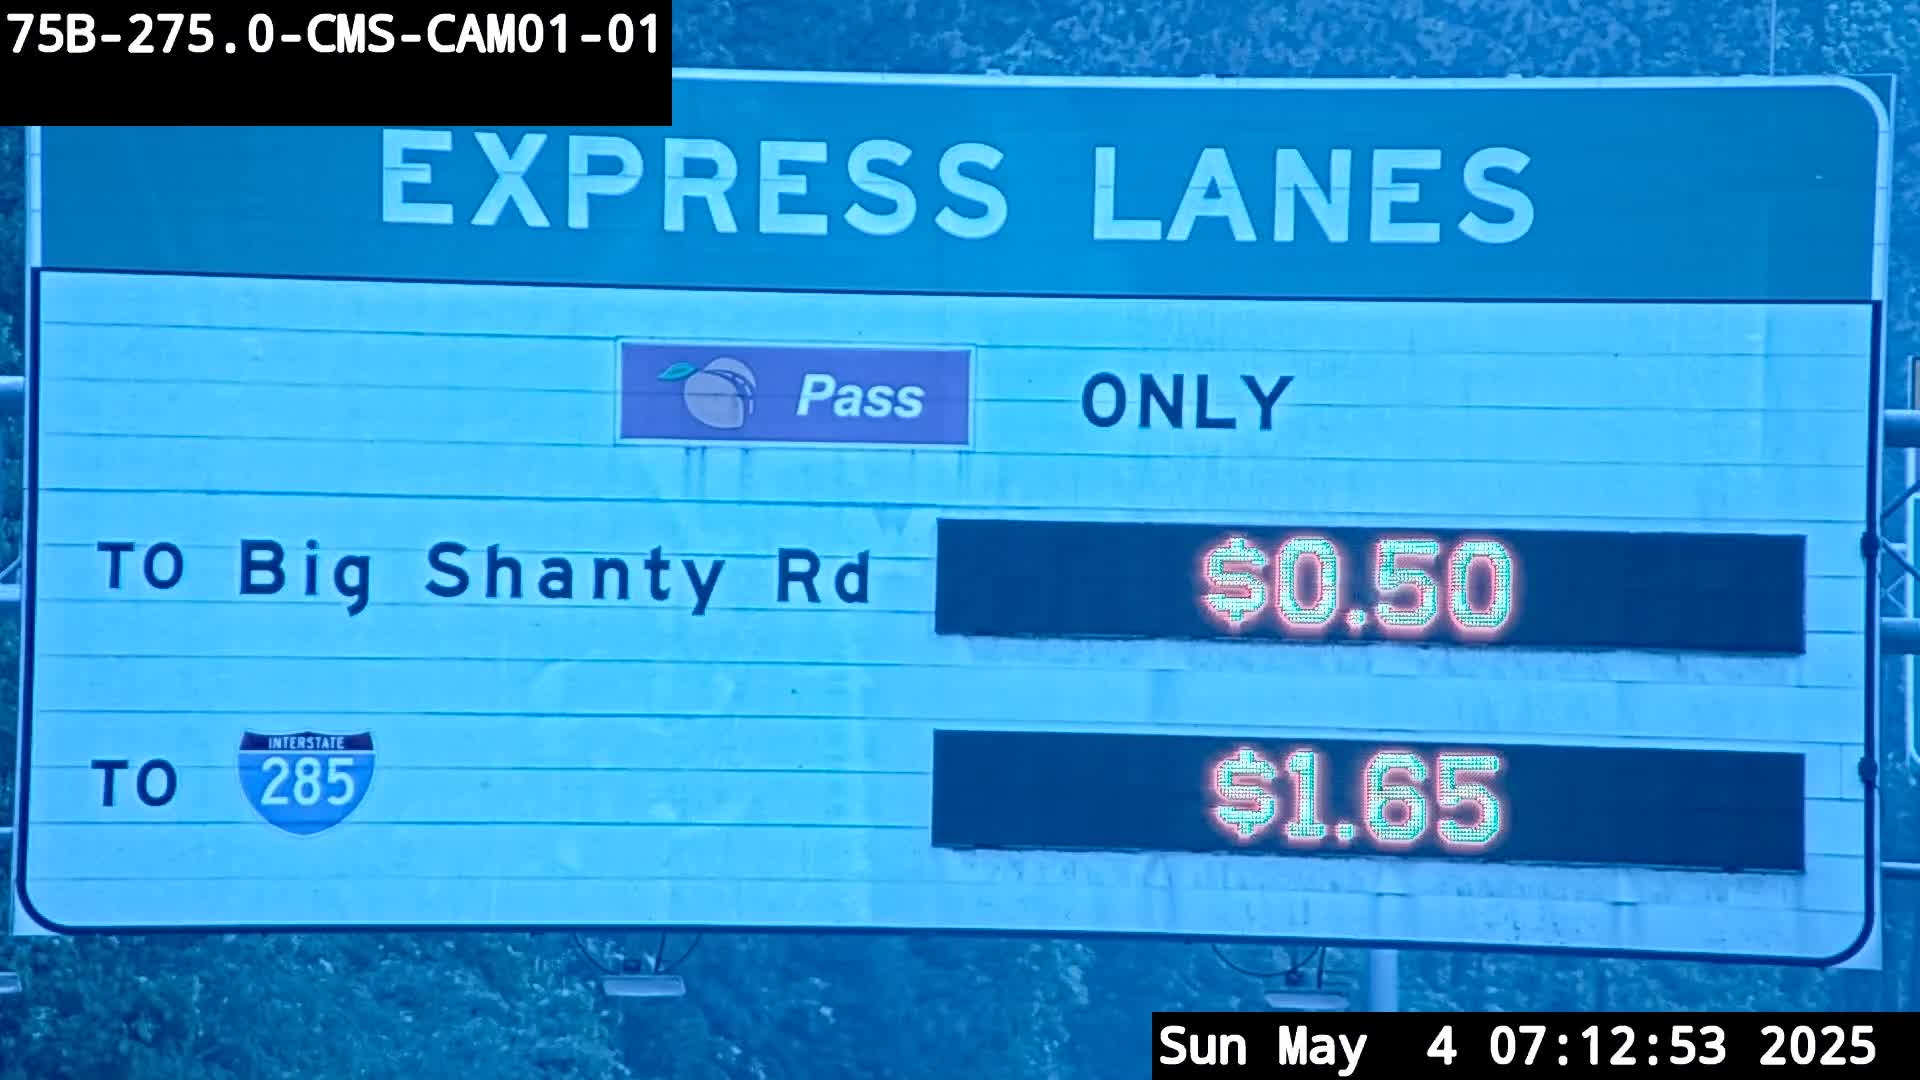 75B-275.0-CMS-CAM01-01
EXPRESS LANES
Pass ONLY
TO Big Shanty Rd $0.50
INTERSTATE
TO 285 $1.65
Sun May 4 07:12:53 2025